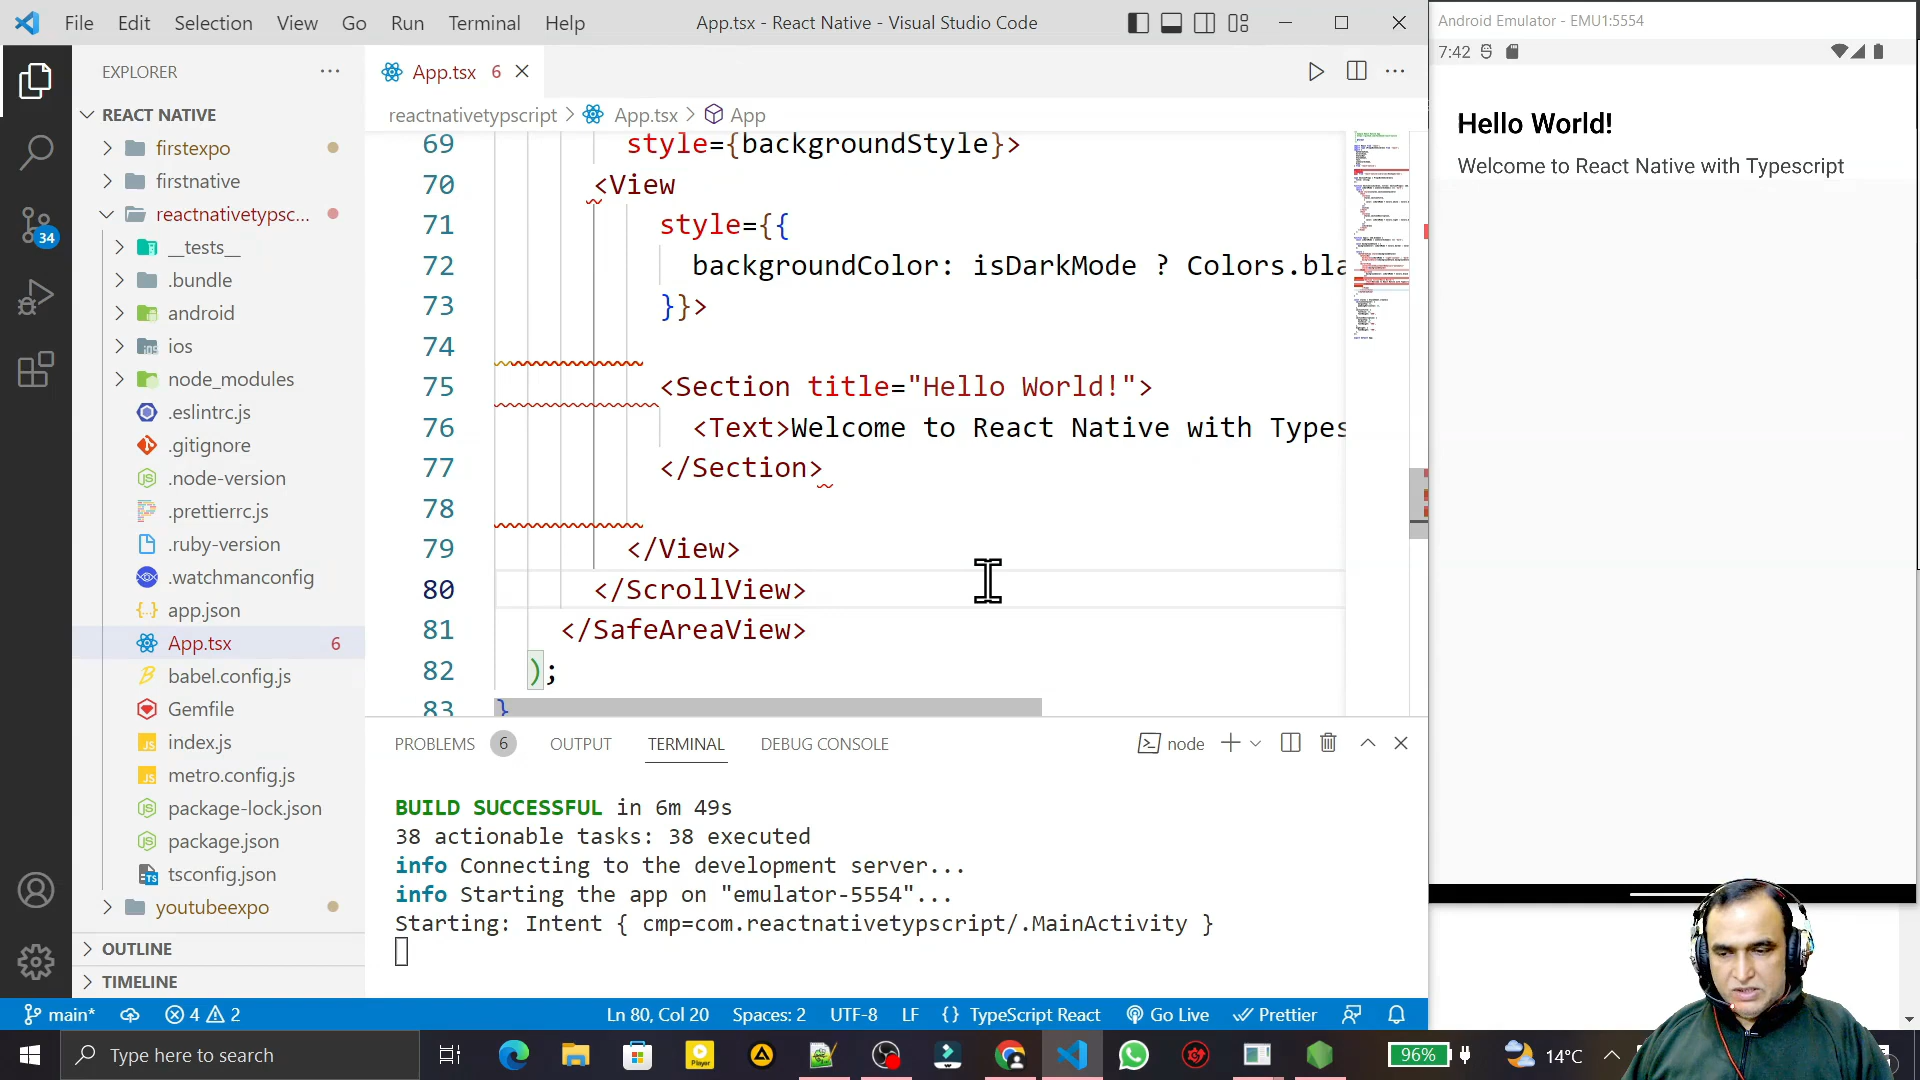 File Edit Selection View Go Run Terminal Help
App.tsx - React Native - Visual Studio Code
EXPLORER
REACT NATIVE
firstexpo
firstnative
reactnativetypsc...
__tests__
.bundle
android
ios
node_modules
.eslintrc.js
.gitignore
.node-version
.prettierrc.js
.ruby-version
.watchmanconfig
app.json
App.tsx 6
babel.config.js
Gemfile
index.js
metro.config.js
package-lock.json
package.json
tsconfig.json
youtubeexpo
OUTLINE
TIMELINE
34
App.tsx 6
reactnativetypescript > App.tsx > App
69 style={backgroundStyle}>
70 <View
71 style={{
72 backgroundColor: isDarkMode ? Colors.bla
73 }}>
74
75 <Section title="Hello World!">
76 <Text>Welcome to React Native with Types
77 </Section>
78
79 </View>
80 </ScrollView>
81 </SafeAreaView>
82 );
83 }
PROBLEMS 6 OUTPUT TERMINAL DEBUG CONSOLE
node
BUILD SUCCESSFUL in 6m 49s
38 actionable tasks: 38 executed
info Connecting to the development server...
info Starting the app on "emulator-5554"...
Starting: Intent { cmp=com.reactnativetypscript/.MainActivity }
main* 4 2
Ln 80, Col 20 Spaces: 2 UTF-8 LF {} TypeScript React Go Live Prettier
Type here to search
Player
96%
14°C
Android Emulator - EMU1:5554
7:42
Hello World!
Welcome to React Native with Typescript